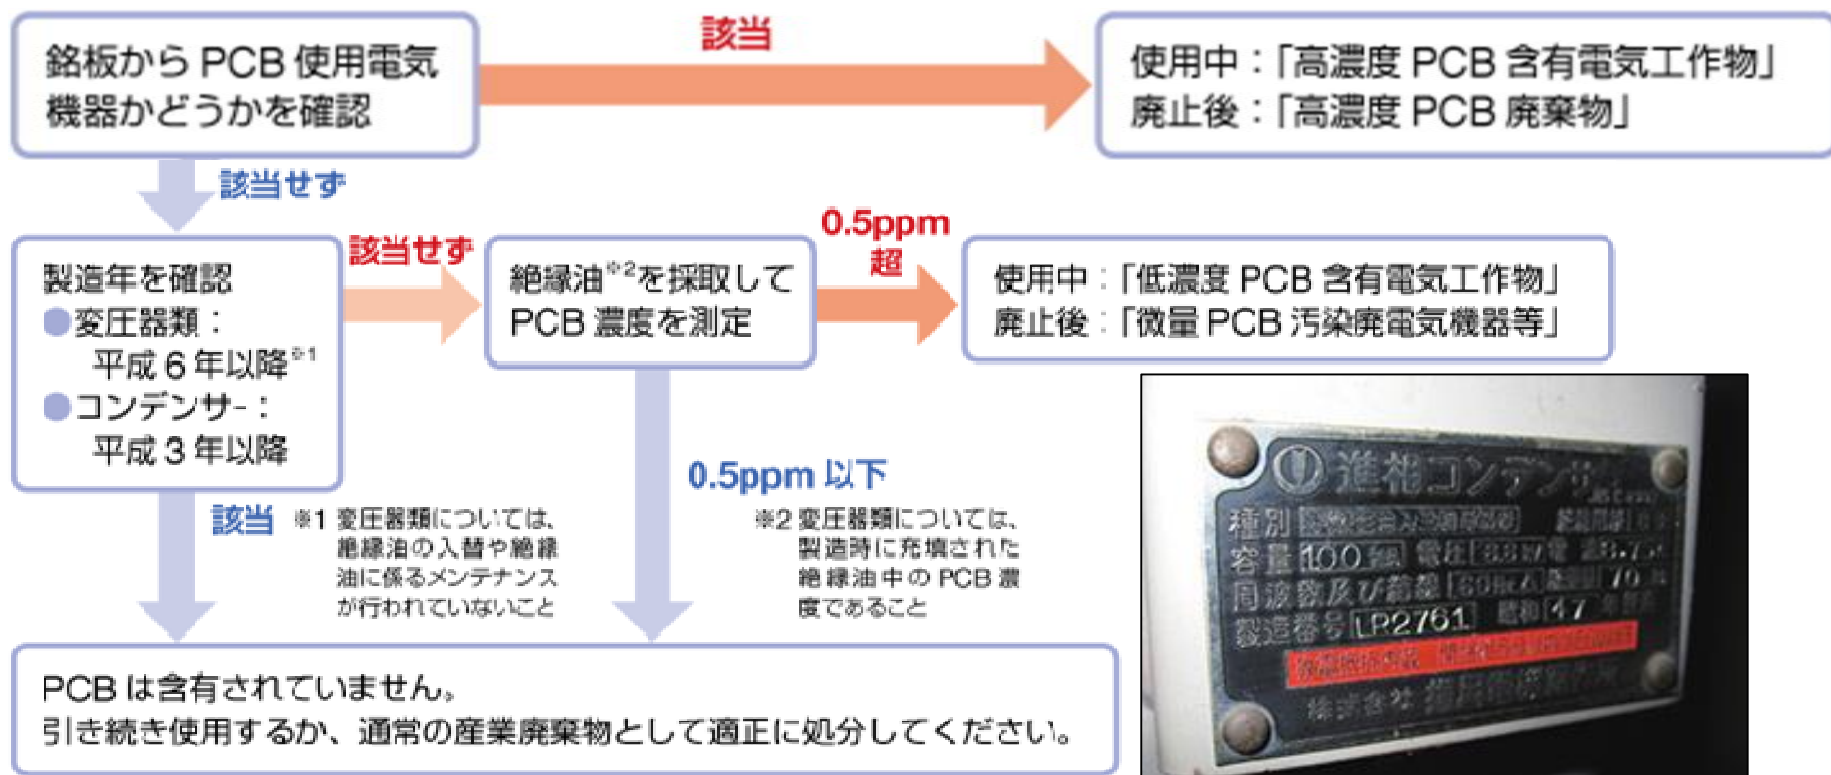 銘板から PCB 使用電気
機器かどうかを確認
該当
使用中：「高濃度 PCB 含有電気工作物」
廃止後：「高濃度 PCB 廃棄物」
該当せず
製造年を確認
●変圧器類：
平成 6 年以降※1
●コンデンサ-：
平成 3 年以降
該当せず
絶縁油※2を採取して
PCB 濃度を測定
0.5ppm
超
使用中：「低濃度 PCB 含有電気工作物」
廃止後：「微量 PCB 汚染廃電気機器等」
該当
※1 変圧器類については、
絶縁油の入替や絶縁
油に係るメンテナンス
が行われていないこと
0.5ppm 以下
※2 変圧器類については、
製造時に充填された
絶縁油中の PCB 濃
度であること
PCB は含有されていません。
引き続き使用するか、通常の産業廃棄物として適正に処分してください。
進相コンデンサ
種別
容量 100 電圧
周波数及び結線 60Hz
製造番号 LR2761 昭和 47 年
株式会社